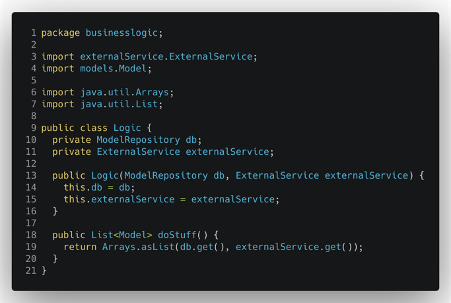 1 package businesslogic;
2
3 import externalService.ExternalService;
4 import models.Model;
5
6 import java.util.Arrays;
7 import java.util.List;
8
9 public class Logic {
10   private ModelRepository db;
11   private ExternalService externalService;
12
13   public Logic(ModelRepository db, ExternalService externalService) {
14     this.db = db;
15     this.externalService = externalService;
16   }
17
18   public List<Model> doStuff() {
19     return Arrays.asList(db.get(), externalService.get());
20   }
21 }